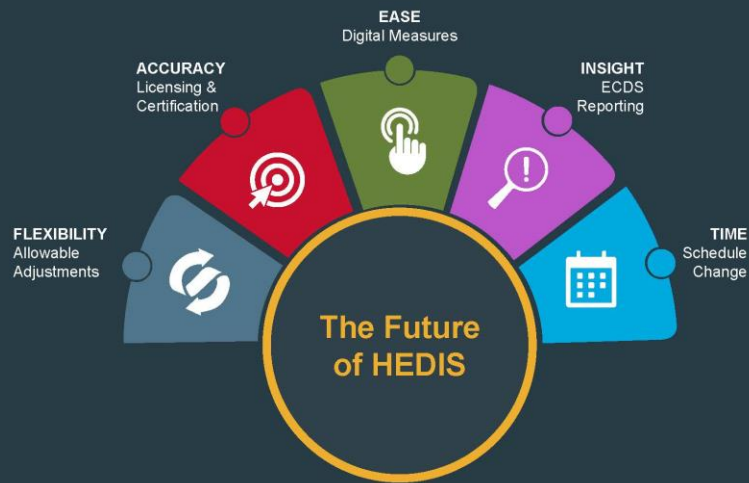 EASE
Digital Measures
ACCURACY
Licensing &
Certification
INSIGHT
ECDS
Reporting
FLEXIBILITY
Allowable
Adjustments
TIME
Schedule
Change
The Future
of HEDIS